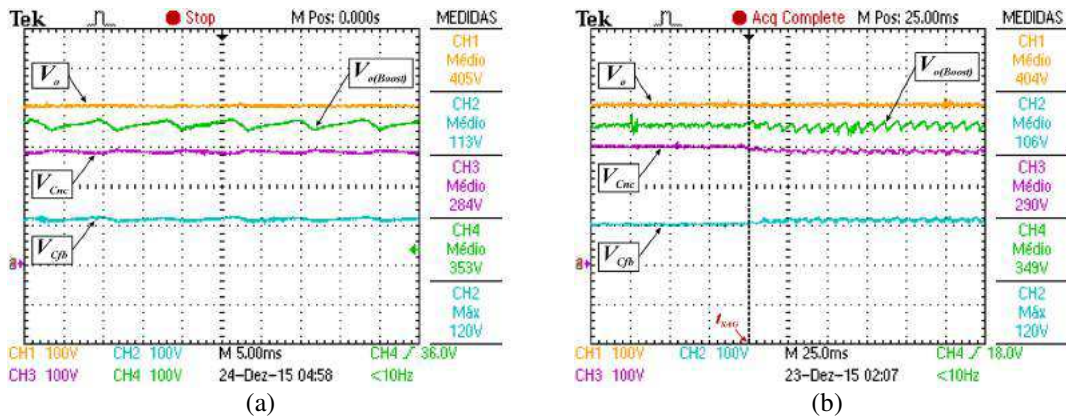 Tek Stop M Pos: 0.000s MEDIDAS
CH1
Médio
405V
CH2
Médio
113V
CH3
Médio
284V
CH4
Médio
353V
CH2
Máx
120V
Vo
Vo(Boost)
VCnc
VCfb
CH1 100V CH2 100V M 5.00ms CH4 / 36.0V
CH3 100V CH4 100V 24-Dez-15 04:58 <10Hz
(a)
Tek Acq Complete M Pos: 25.00ms MEDIDAS
CH1
Médio
404V
CH2
Médio
106V
CH3
Médio
290V
CH4
Médio
349V
CH2
Máx
120V
Vo
Vo(Boost)
VCnc
VCfb
tSAG
CH1 100V CH2 100V M 25.0ms CH4 / 18.0V
CH3 100V 23-Dez-15 02:07 <10Hz
(b)